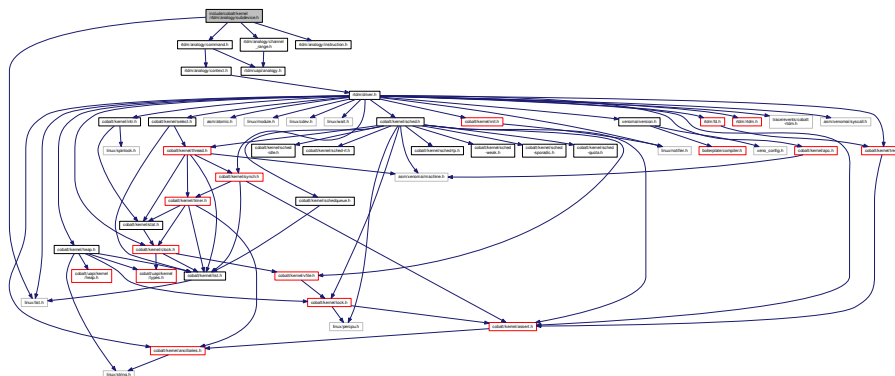 include/cobalt/kernel
/rtdm/analogy/subdevice.h
rtdm/analogy/command.h
rtdm/analogy/channel
_range.h
rtdm/analogy/instruction.h
rtdm/analogy/context.h
rtdm/uapi/analogy.h
rtdm/driver.h
cobalt/kernel/select.h
asm/atomic.h
linux/module.h
linux/cdev.h
linux/wait.h
cobalt/kernel/sched.h
cobalt/kernel/init.h
xenomai/version.h
rtdm/fd.h
rtdm/rtdm.h
trace/events/cobalt
-rtdm.h
asm/xenomai/syscall.h
linux/spinlock.h
cobalt/kernel/thread.h
cobalt/kernel/sched
-idle.h
cobalt/kernel/sched-rt.h
cobalt/kernel/sched-tp.h
cobalt/kernel/sched
-weak.h
cobalt/kernel/sched
-sporadic.h
cobalt/kernel/sched
-quota.h
linux/notifier.h
boilerplate/compiler.h
xeno_config.h
asm/xenomai/machine.h
cobalt/kernel/synch.h
cobalt/kernel/timer.h
cobalt/kernel/schedqueue.h
cobalt/kernel/stat.h
cobalt/kernel/heap.h
cobalt/kernel/clock.h
cobalt/uapi/kernel
/heap.h
cobalt/uapi/kernel
/types.h
cobalt/kernel/list.h
cobalt/kernel/vfile.h
linux/list.h
cobalt/kernel/lock.h
linux/percpu.h
cobalt/kernel/assert.h
cobalt/kernel/ancillaries.h
linux/string.h